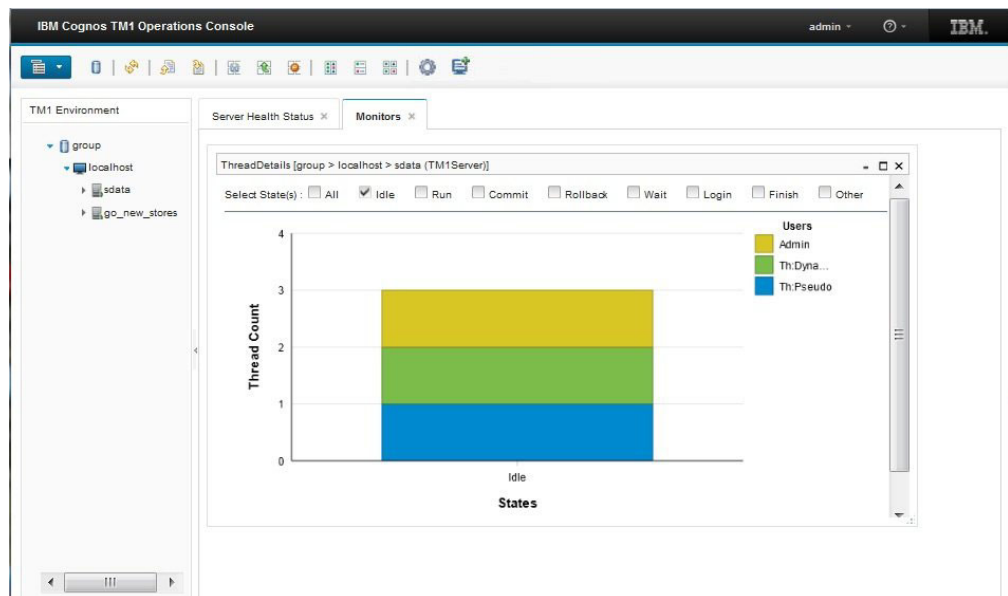 IBM Cognos TM1 Operations Console
admin
IBM.
TM1 Environment
group
localhost
sdata
go_new_stores
Server Health Status ×
Monitors ×
ThreadDetails [group > localhost > sdata (TM1Server)]
Select State(s) : All Idle Run Commit Rollback Wait Login Finish Other
Users
Admin
Th:Dyna...
Th:Pseudo
Thread Count
4
3
2
1
0
Idle
States